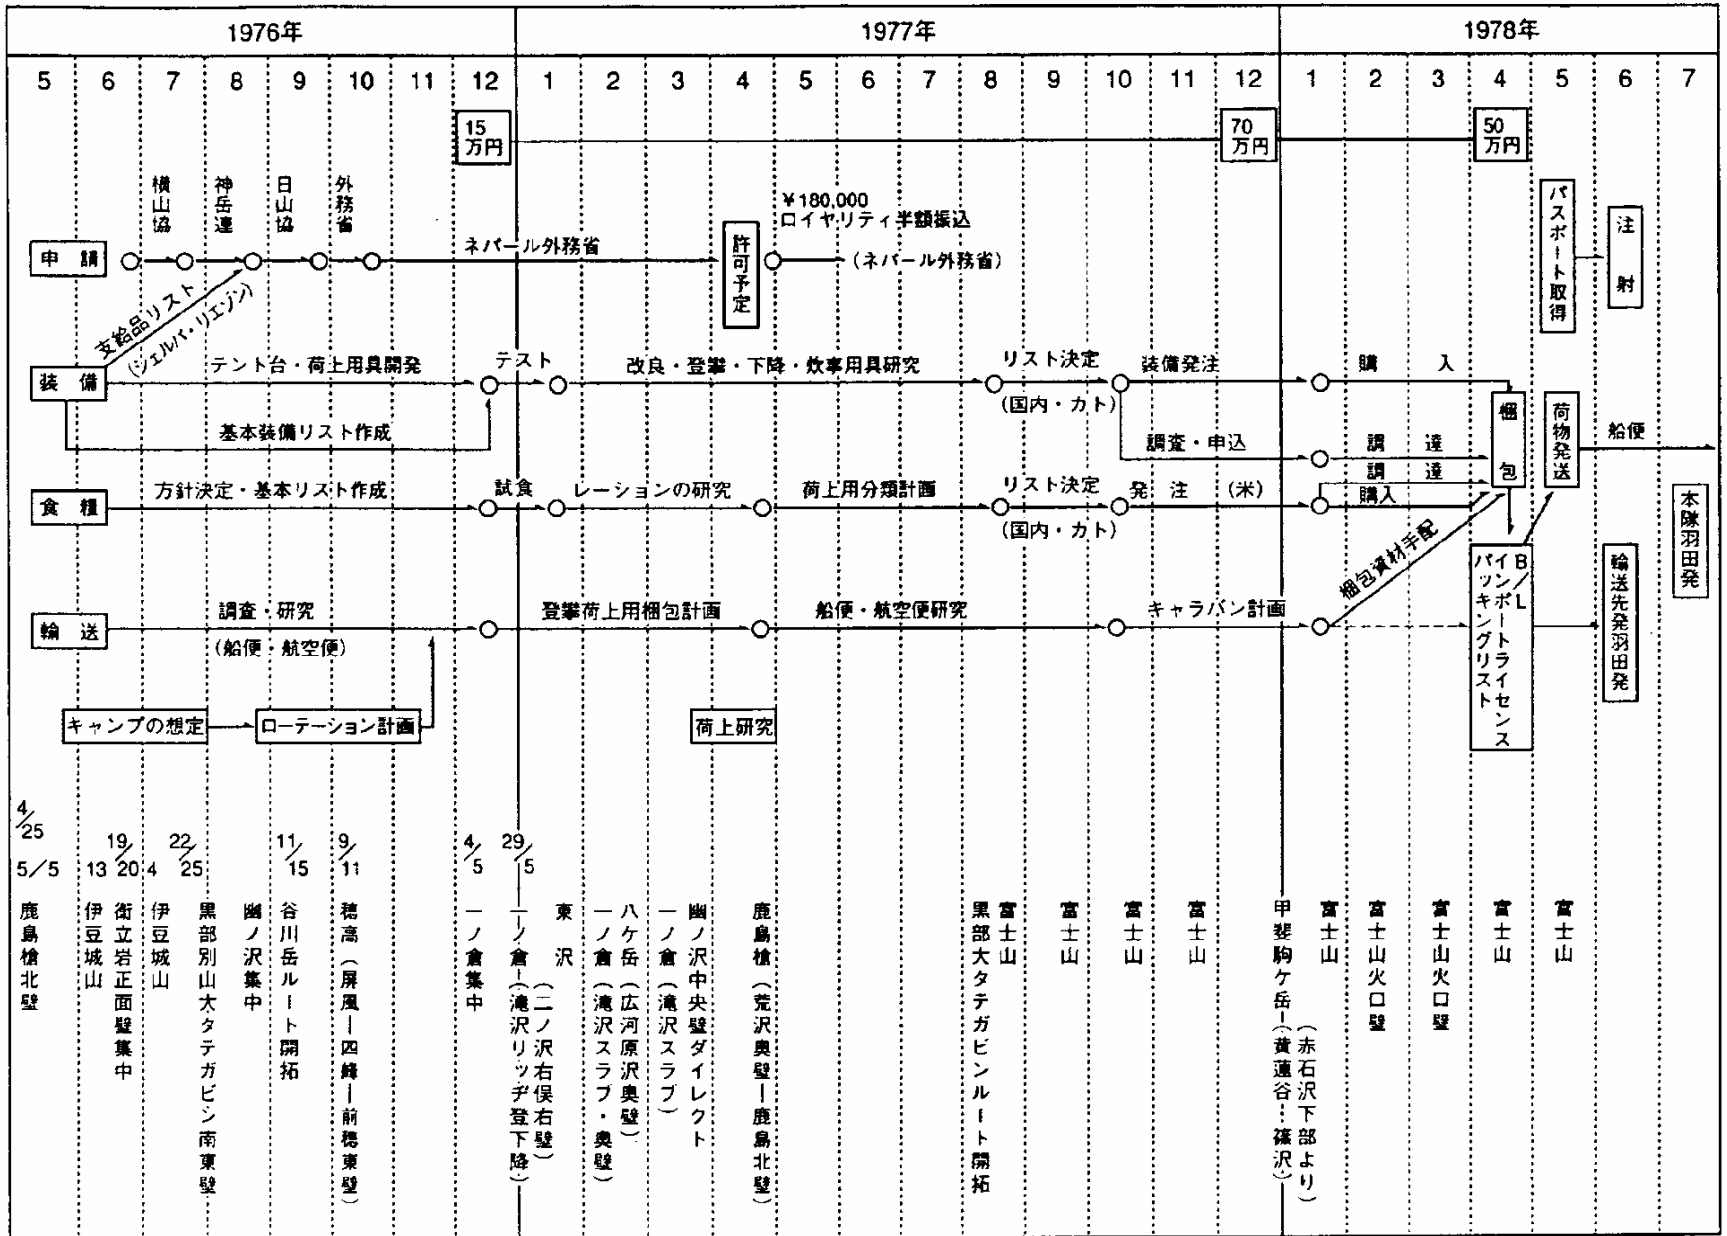 1976年
1977年
1978年
5 6 7 8 9 10 11 12 1 2 3 4 5 6 7 8 9 10 11 12 1 2 3 4 5 6 7
15万円
70万円
50万円
横山協
神岳連
日山協
外務省
申請
ネパール外務省
許可予定
¥180,000
ロイヤリティ半額振込
(ネパール外務省)
パスポート取得
注射
支給品リスト
(シェルパ・リエゾン)
装備
テント台・荷上用具開発
テスト
改良・登攀・下降・炊事用具研究
リスト決定
(国内・カト)
装備発注
購入
基本装備リスト作成
調査・申込
調達
梱包
荷物発送
船便
食糧
方針決定・基本リスト作成
試食
レーションの研究
荷上用分類計画
リスト決定
(国内・カト)
発注(米)
調達
購入
梱包資材手配
本隊羽田発
輸送
調査・研究
(船便・航空便)
登攀荷上用梱包計画
船便・航空便研究
キャラバン計画
B/L
インポートライセンス
パッキングリスト
輸送先発羽田発
キャンプの想定
ローテーション計画
荷上研究
4/25
5/5
13
19/20
4
22/25
11/15
9/11
4/5
29/5
鹿島槍北壁
伊豆城山
衝立岩正面壁集中
伊豆城山
黒部別山大タテガビン南東壁
幽ノ沢集中
谷川岳ルート開拓
穂高(屏風―四峰―前穂東壁)
一ノ倉集中
一ノ倉(滝沢リッヂ登下降)
東沢(二ノ沢右俣右壁)
一ノ倉(滝沢スラブ・奥壁)
八ケ岳(広河原沢奥壁)
一ノ倉(滝沢スラブ)
幽ノ沢中央壁ダイレクト
鹿島槍(荒沢奥壁―鹿島北壁)
黒部大タテガビンルート開拓
富士山
富士山
富士山
富士山
甲斐駒ケ岳(黄蓮谷・篠沢)
(赤石沢下部より)
富士山
富士山火口壁
富士山火口壁
富士山
富士山